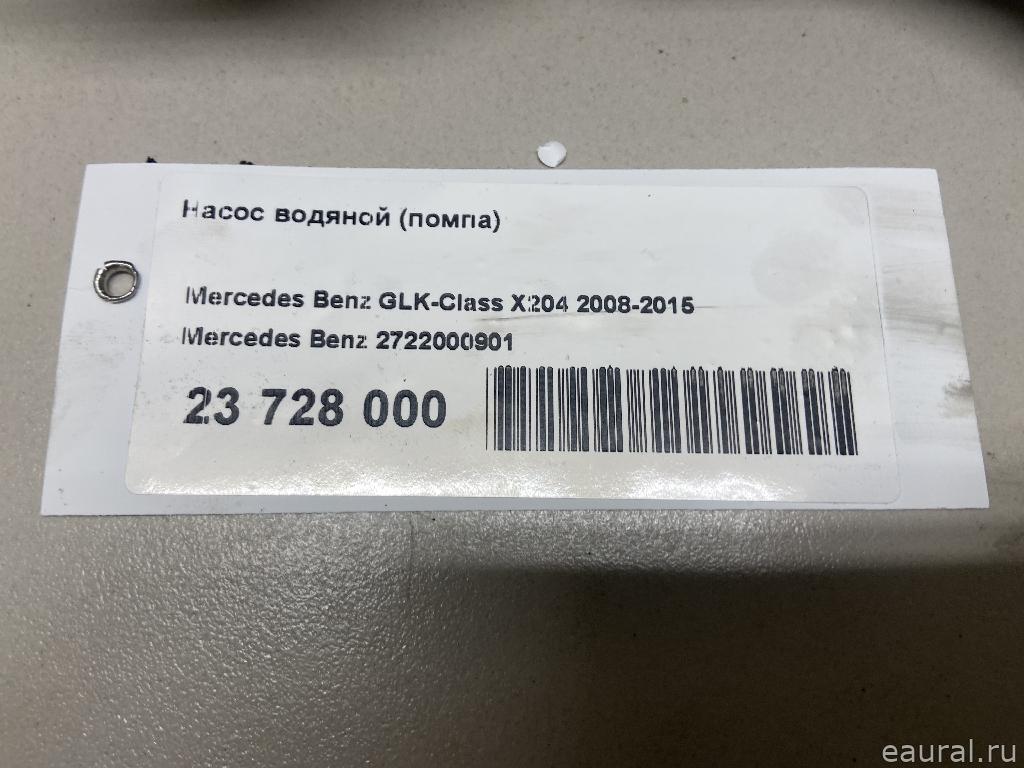 Насос водяной (помпа)
Mercedes Benz GLK-Class X204 2008-2015
Mercedes Benz 2722000901
23 728 000
eaural.ru